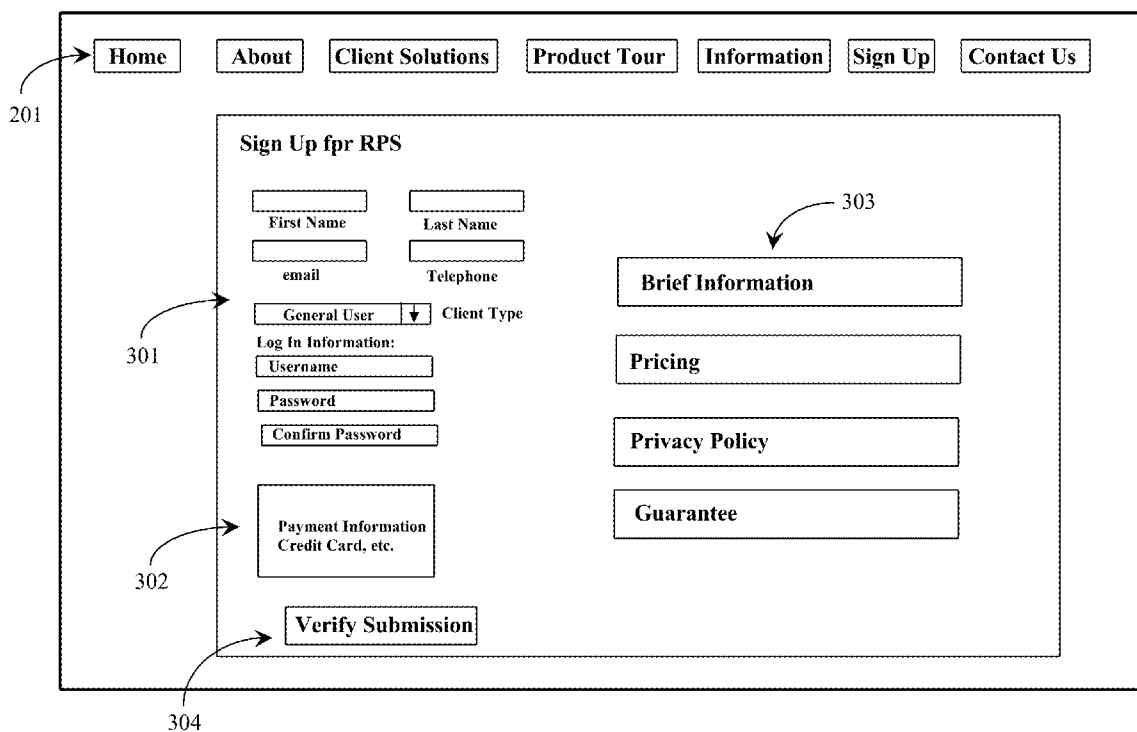 Home About Client Solutions Product Tour Information Sign Up Contact Us
201
Sign Up fpr RPS
303
First Name Last Name
email Telephone
Brief Information
General User Client Type
301
Log In Information:
Username
Pricing
Password
Confirm Password
Privacy Policy
Guarantee
Payment Information
Credit Card, etc.
302
Verify Submission
304